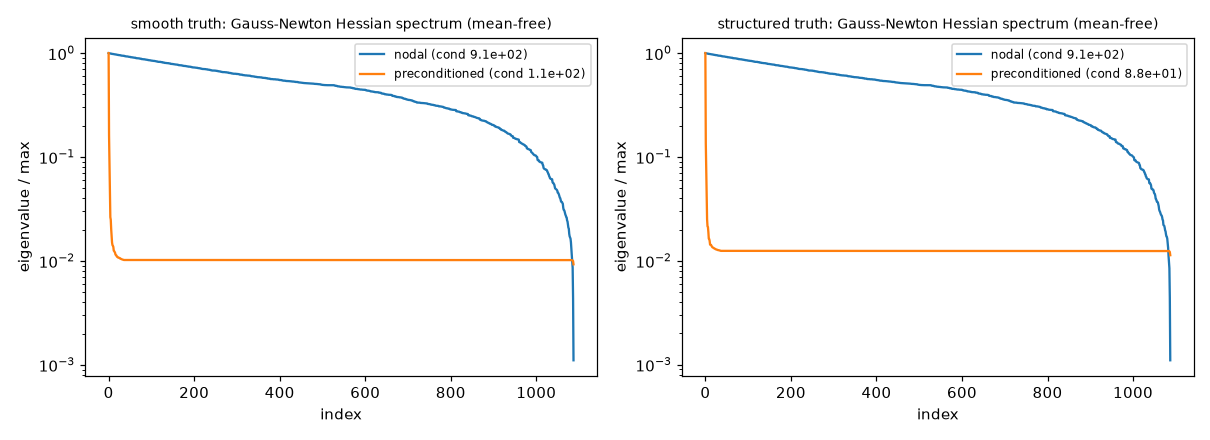 smooth truth: Gauss-Newton Hessian spectrum (mean-free)
nodal (cond 9.1e+02)
preconditioned (cond 1.1e+02)
eigenvalue / max
10^0
10^-1
10^-2
10^-3
0 200 400 600 800 1000
index
structured truth: Gauss-Newton Hessian spectrum (mean-free)
nodal (cond 9.1e+02)
preconditioned (cond 8.8e+01)
eigenvalue / max
10^0
10^-1
10^-2
10^-3
0 200 400 600 800 1000
index